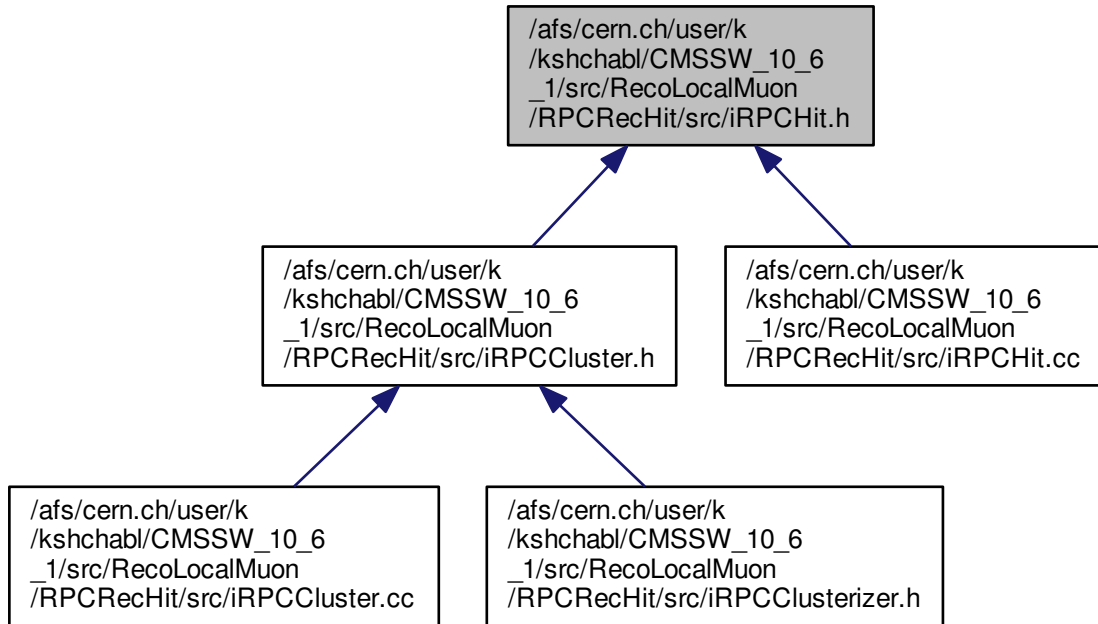 /afs/cern.ch/user/k
/kshchabl/CMSSW_10_6
_1/src/RecoLocalMuon
/RPCRecHit/src/iRPCHit.h
/afs/cern.ch/user/k
/kshchabl/CMSSW_10_6
_1/src/RecoLocalMuon
/RPCRecHit/src/iRPCCluster.h
/afs/cern.ch/user/k
/kshchabl/CMSSW_10_6
_1/src/RecoLocalMuon
/RPCRecHit/src/iRPCHit.cc
/afs/cern.ch/user/k
/kshchabl/CMSSW_10_6
_1/src/RecoLocalMuon
/RPCRecHit/src/iRPCCluster.cc
/afs/cern.ch/user/k
/kshchabl/CMSSW_10_6
_1/src/RecoLocalMuon
/RPCRecHit/src/iRPCClusterizer.h